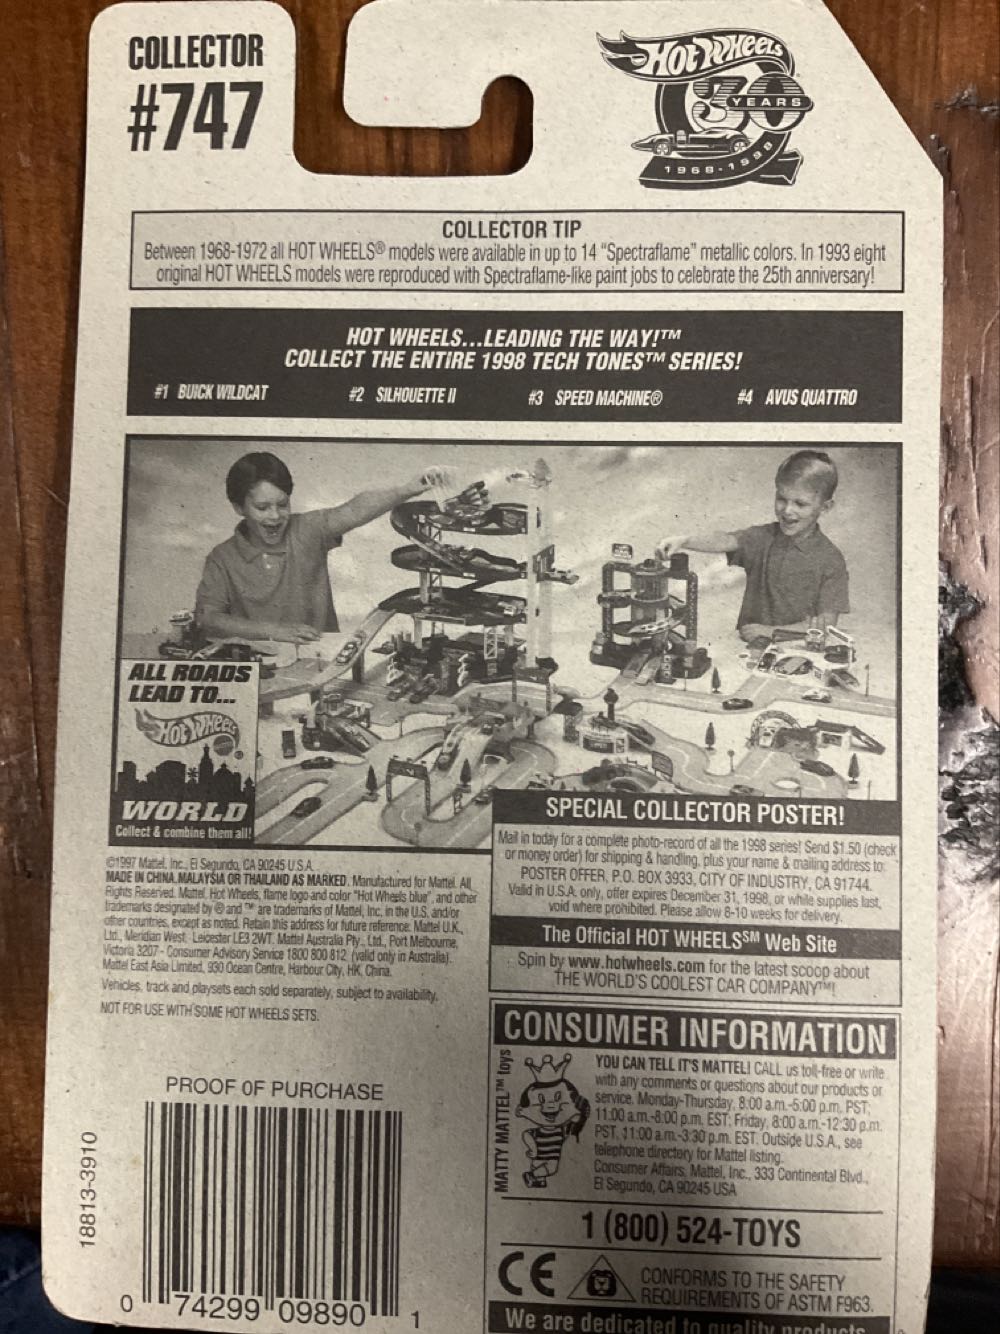 COLLECTOR
#747
HOT WHEELS
30
YEARS
1968-1998
COLLECTOR TIP
Between 1968-1972 all HOT WHEELS® models were available in up to 14 "Spectraflame" metallic colors. In 1993 eight
original HOT WHEELS models were reproduced with Spectraflame-like paint jobs to celebrate the 25th anniversary!
HOT WHEELS...LEADING THE WAY!™
COLLECT THE ENTIRE 1998 TECH TONES™ SERIES!
#1 BUICK WILDCAT #2 SILHOUETTE II #3 SPEED MACHINE® #4 AVUS QUATTRO
ALL ROADS
LEAD TO...
HOT WHEELS
WORLD
Collect & combine them all!
SPECIAL COLLECTOR POSTER!
Mail in today for a complete photo-record of all the 1998 series! Send $1.50 (check
or money order) for shipping & handling, plus your name & mailing address to:
POSTER OFFER, P.O. BOX 3933, CITY OF INDUSTRY, CA 91744.
Valid in U.S.A. only, offer expires December 31, 1998, or while supplies last,
void where prohibited. Please allow 8-10 weeks for delivery.
The Official HOT WHEELS℠ Web Site
Spin by www.hotwheels.com for the latest scoop about
THE WORLD'S COOLEST CAR COMPANY™!
©1997 Mattel, Inc., El Segundo, CA 90245 U.S.A.
MADE IN CHINA, MALAYSIA OR THAILAND AS MARKED. Manufactured for Mattel. All
Rights Reserved. Mattel, Hot Wheels, flame logo and color "Hot Wheels blue", and other
trademarks designated by ® and ™ are trademarks of Mattel, Inc. in the U.S. and/or
other countries, except as noted. Retain this address for future reference: Mattel U.K.,
Ltd., Meridian West, Leicester LE3 2WT. Mattel Australia Pty., Ltd., Port Melbourne,
Victoria 3207 - Consumer Advisory Service 1800 800 812 (valid only in Australia).
Mattel East Asia Limited, 930 Ocean Centre, Harbour City, HK, China.
Vehicles, track and playsets each sold separately, subject to availability.
NOT FOR USE WITH SOME HOT WHEELS SETS.
CONSUMER INFORMATION
MATTY MATTEL™ toys
YOU CAN TELL IT'S MATTEL! CALL us toll-free or write
with any comments or questions about our products or
service. Monday-Thursday, 8:00 a.m.-5:00 p.m. PST,
11:00 a.m.-8:00 p.m. EST; Friday, 8:00 a.m.-12:30 p.m.
PST, 11:00 a.m.-3:30 p.m. EST. Outside U.S.A., see
telephone directory for Mattel listing.
Consumer Affairs, Mattel, Inc., 333 Continental Blvd.,
El Segundo, CA 90245 USA
1 (800) 524-TOYS
CE
CONFORMS TO THE SAFETY
REQUIREMENTS OF ASTM F963.
We are dedicated to quality products
PROOF OF PURCHASE
18813-3910
0 74299 09890 1